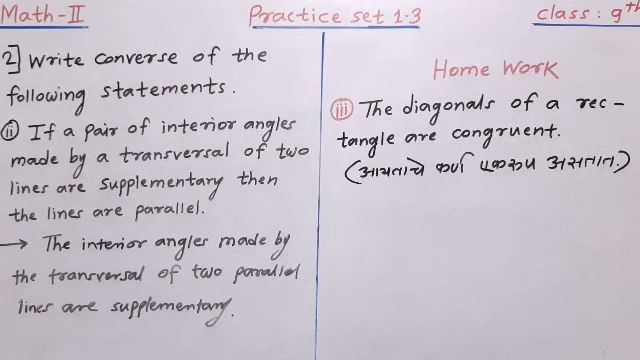 Math-II
Practice set 1.3
class: 9th
2] Write converse of the
following statements.
(ii) If a pair of interior angles
made by a transversal of two
lines are supplementary then
the lines are parallel.
→ The interior angles made by
the transversal of two parallel
lines are supplementary.
Home Work
(iii) The diagonals of a rec-
tangle are congruent.
(आयताचे कर्ण एकरूप असतात.)